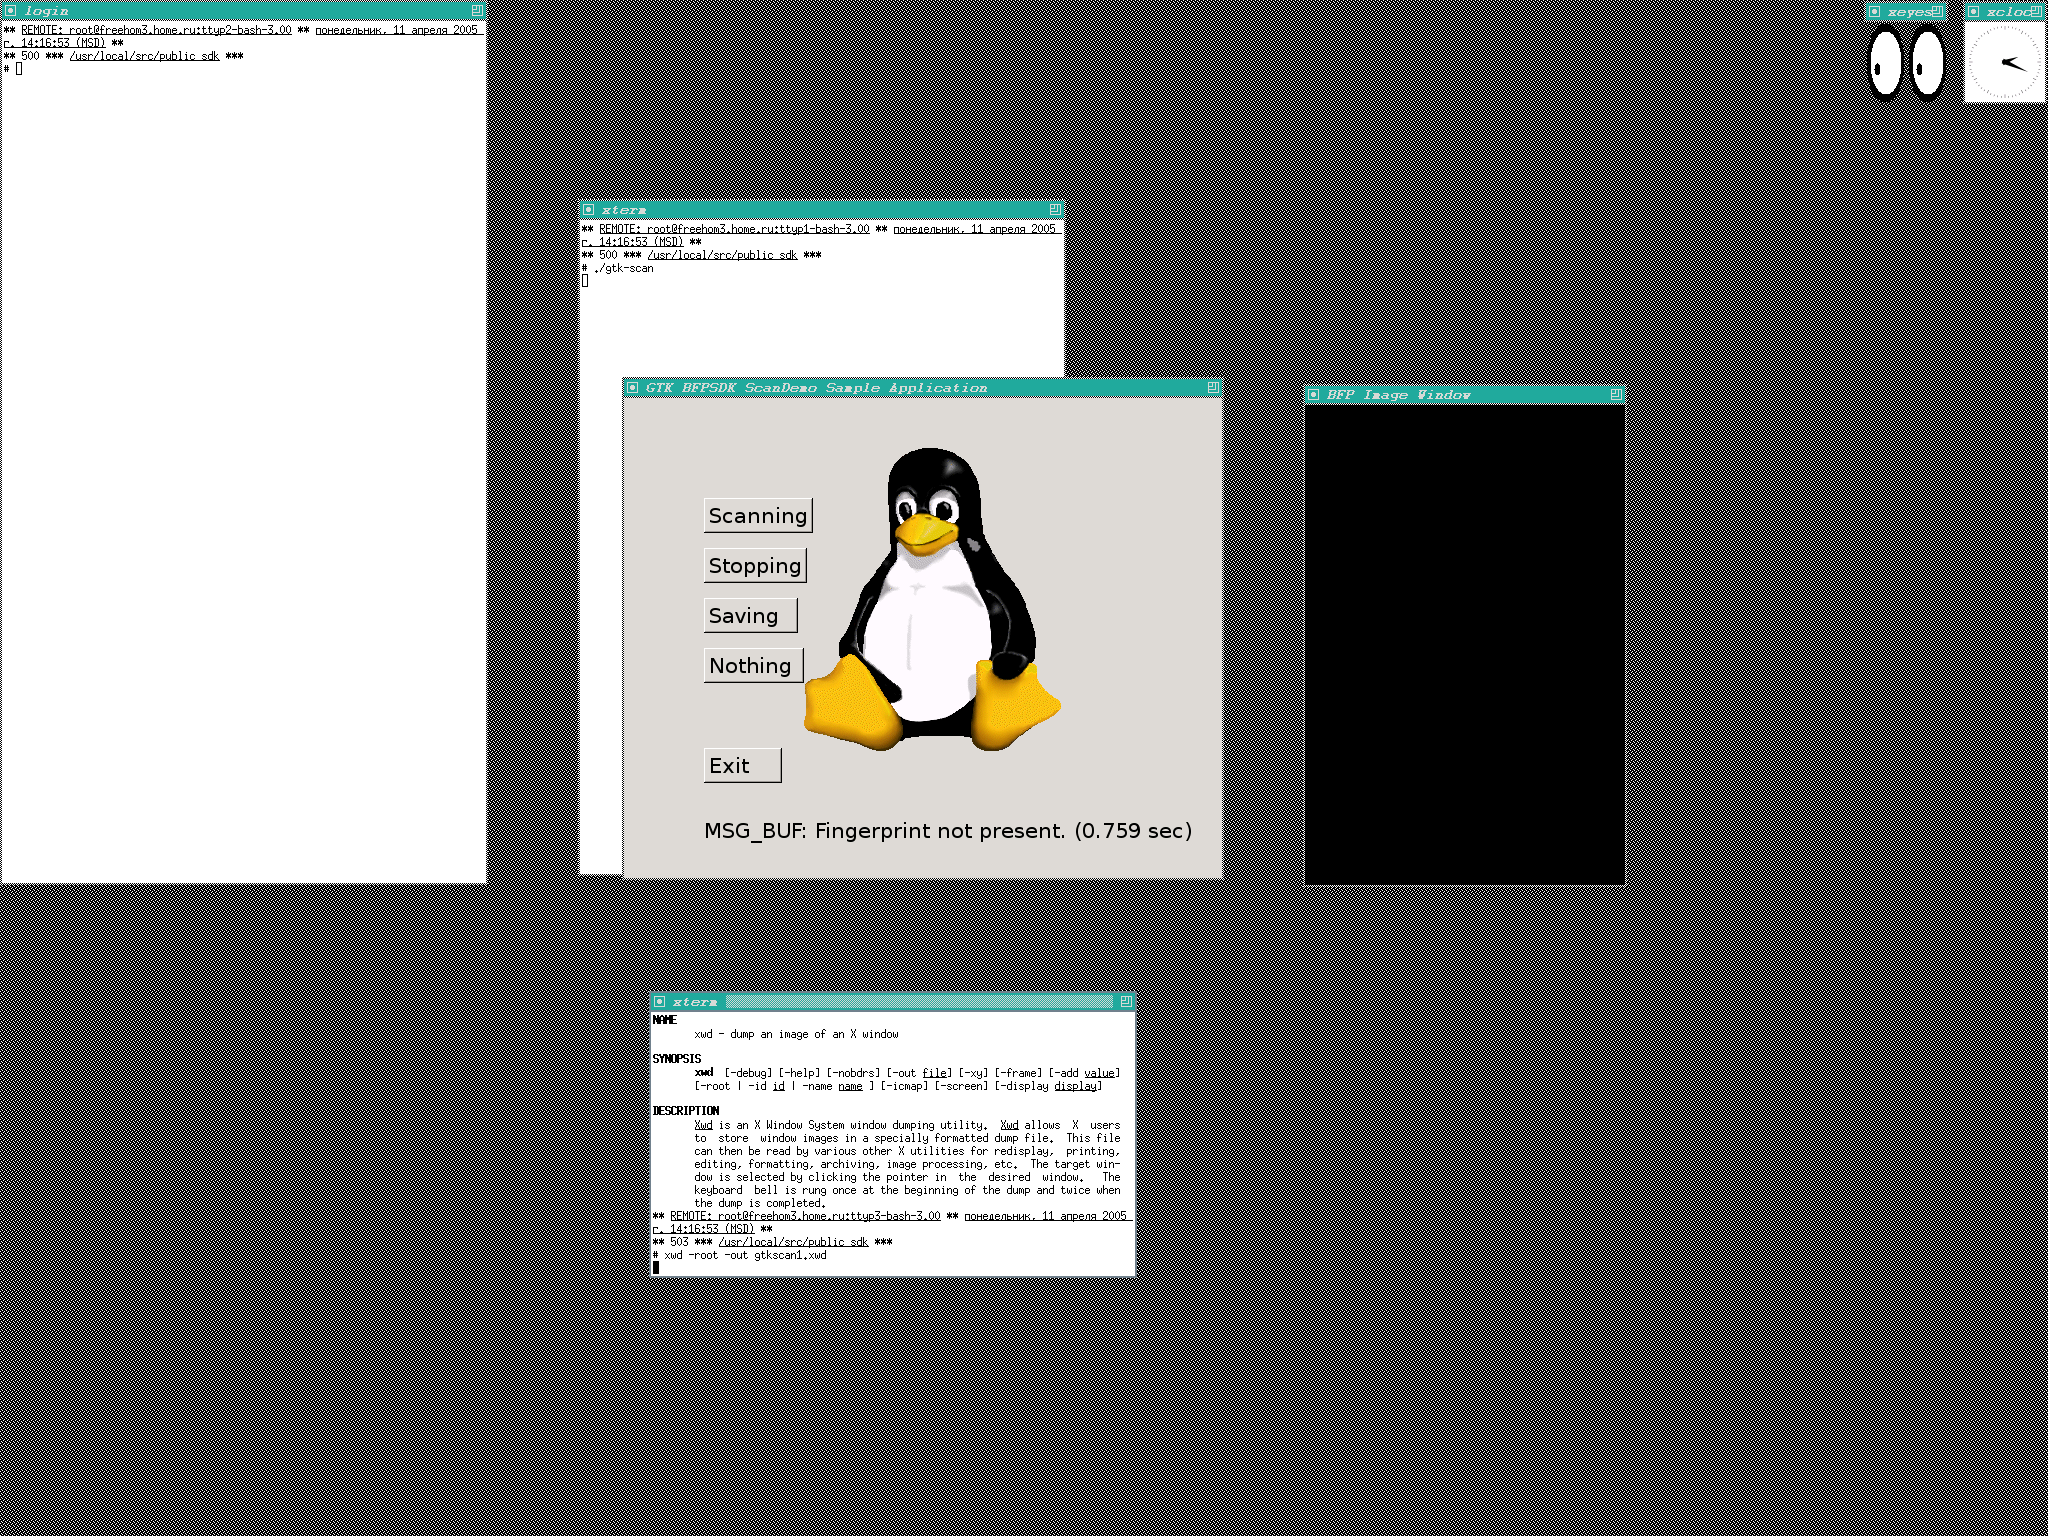 login
** REMOTE: root@freehom3.home.ru:ttyp2-bash-3.00 ** понедельник, 11 апреля 2005
г. 14:16:53 (MSD) **
** 500 *** /usr/local/src/public_sdk ***
#
xeyes
xcloc
xterm
** REMOTE: root@freehom3.home.ru:ttyp1-bash-3.00 ** понедельник, 11 апреля 2005
г. 14:16:53 (MSD) **
** 500 *** /usr/local/src/public_sdk ***
# ./gtk-scan
GTK BFPSDK ScanDemo Sample Application
Scanning
Stopping
Saving
Nothing
Exit
MSG_BUF: Fingerprint not present. (0.759 sec)
BFP Image Window
xterm
NAME
xwd - dump an image of an X window
SYNOPSIS
xwd [-debug] [-help] [-nobdrs] [-out file] [-xy] [-frame] [-add value]
[-root | -id id | -name name ] [-icmap] [-screen] [-display display]
DESCRIPTION
Xwd is an X Window System window dumping utility. Xwd allows X users
to store window images in a specially formatted dump file. This file
can then be read by various other X utilities for redisplay, printing,
editing, formatting, archiving, image processing, etc. The target win-
dow is selected by clicking the pointer in the desired window. The
keyboard bell is rung once at the beginning of the dump and twice when
the dump is completed.
** REMOTE: root@freehom3.home.ru:ttyp3-bash-3.00 ** понедельник, 11 апреля 2005
г. 14:16:53 (MSD) **
** 503 *** /usr/local/src/public_sdk ***
# xwd -root -out gtkscan1.xwd